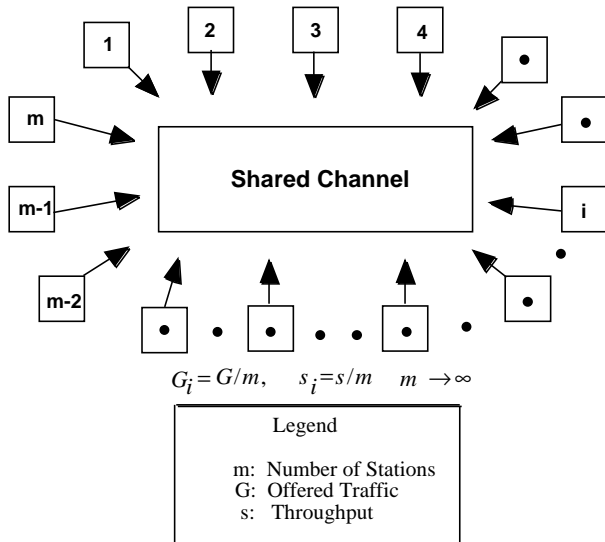 1
2
3
4
m
m-1
i
m-2
Shared Channel
G_i = G/m, s_i = s/m m → ∞
Legend
m: Number of Stations
G: Offered Traffic
s: Throughput